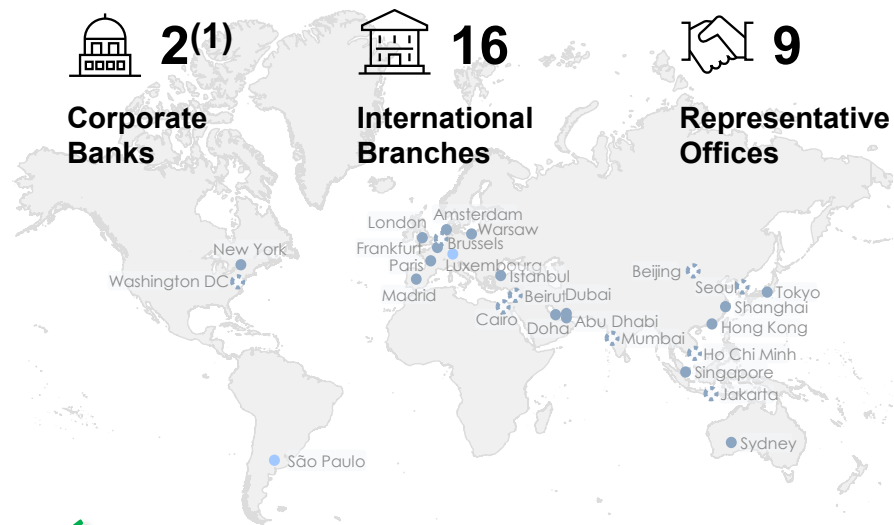 2(1)
Corporate
Banks
16
International
Branches
9
Representative
Offices
London
Amsterdam
Warsaw
New York
Frankfurt
Brussels
Washington DC
Paris
Luxembourg
Istanbul
Madrid
Beirut
Dubai
Cairo
Doha
Abu Dhabi
Mumbai
Beijing
Seoul
Tokyo
Shanghai
Hong Kong
Ho Chi Minh
Singapore
Jakarta
Sydney
São Paulo